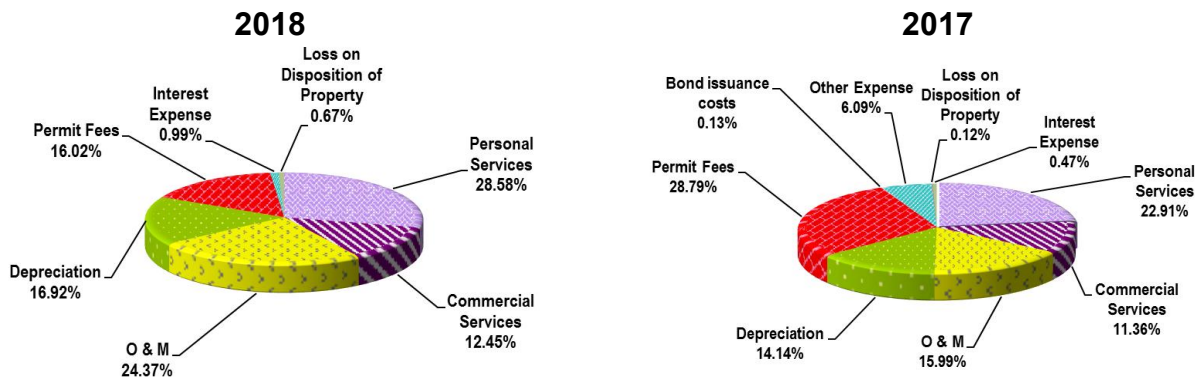 2018
Loss on
Disposition of
Property
0.67%
Interest
Expense
0.99%
Permit Fees
16.02%
Personal
Services
28.58%
Depreciation
16.92%
Commercial
Services
12.45%
O & M
24.37%
2017
Bond issuance
costs
0.13%
Other Expense
6.09%
Loss on
Disposition of
Property
0.12%
Interest
Expense
0.47%
Permit Fees
28.79%
Personal
Services
22.91%
Commercial
Services
11.36%
Depreciation
14.14%
O & M
15.99%